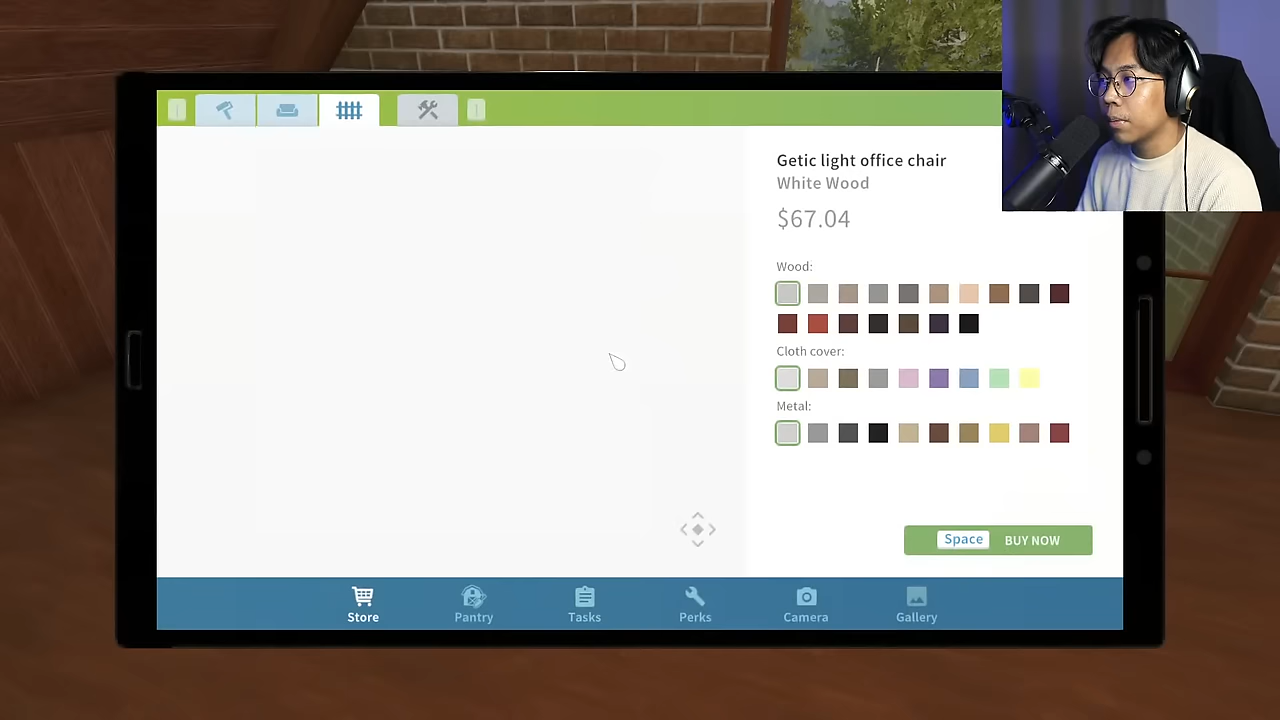 Getic light office chair
White Wood
$67.04
Wood:
Cloth cover:
Metal:
Space BUY NOW
Store Pantry Tasks Perks Camera Gallery